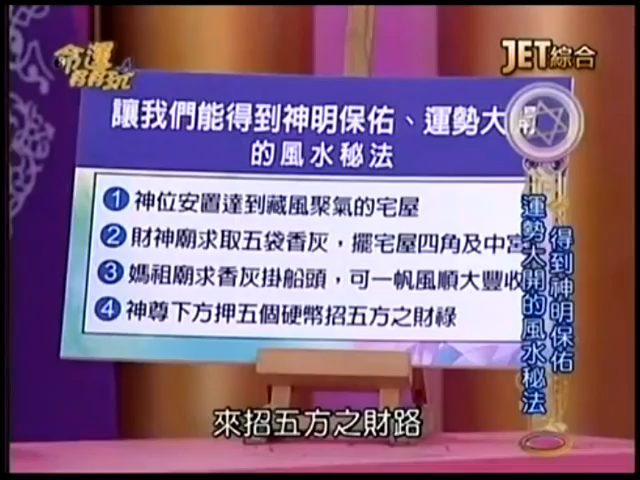 命運好好玩
JET綜合
讓我們能得到神明保佑、運勢大開
的風水秘法
1 神位安置達到藏風聚氣的宅屋
2 財神廟求取五袋香灰，擺宅屋四角及中宮
3 媽祖廟求香灰掛船頭，可一帆風順大豐收
4 神尊下方押五個硬幣招五方之財祿
得到神明保佑
運勢大開的風水秘法
來招五方之財路